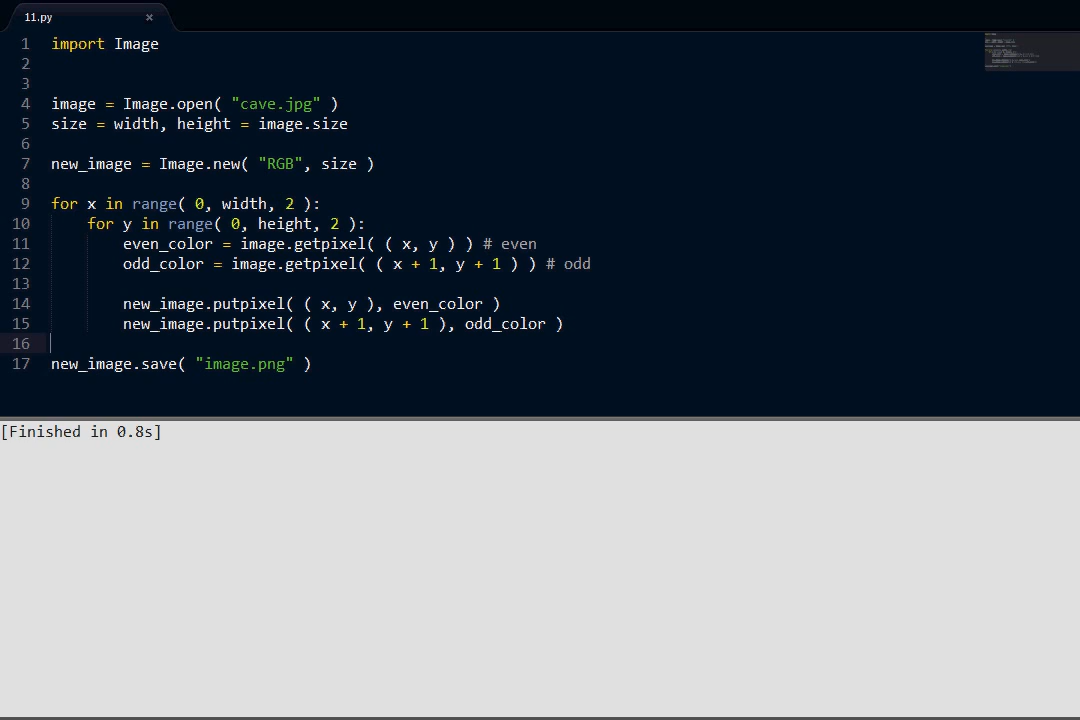 11.py ×
1 import Image
2
3
4 image = Image.open( "cave.jpg" )
5 size = width, height = image.size
6
7 new_image = Image.new( "RGB", size )
8
9 for x in range( 0, width, 2 ):
10 for y in range( 0, height, 2 ):
11 even_color = image.getpixel( ( x, y ) ) # even
12 odd_color = image.getpixel( ( x + 1, y + 1 ) ) # odd
13
14 new_image.putpixel( ( x, y ), even_color )
15 new_image.putpixel( ( x + 1, y + 1 ), odd_color )
16
17 new_image.save( "image.png" )
[Finished in 0.8s]